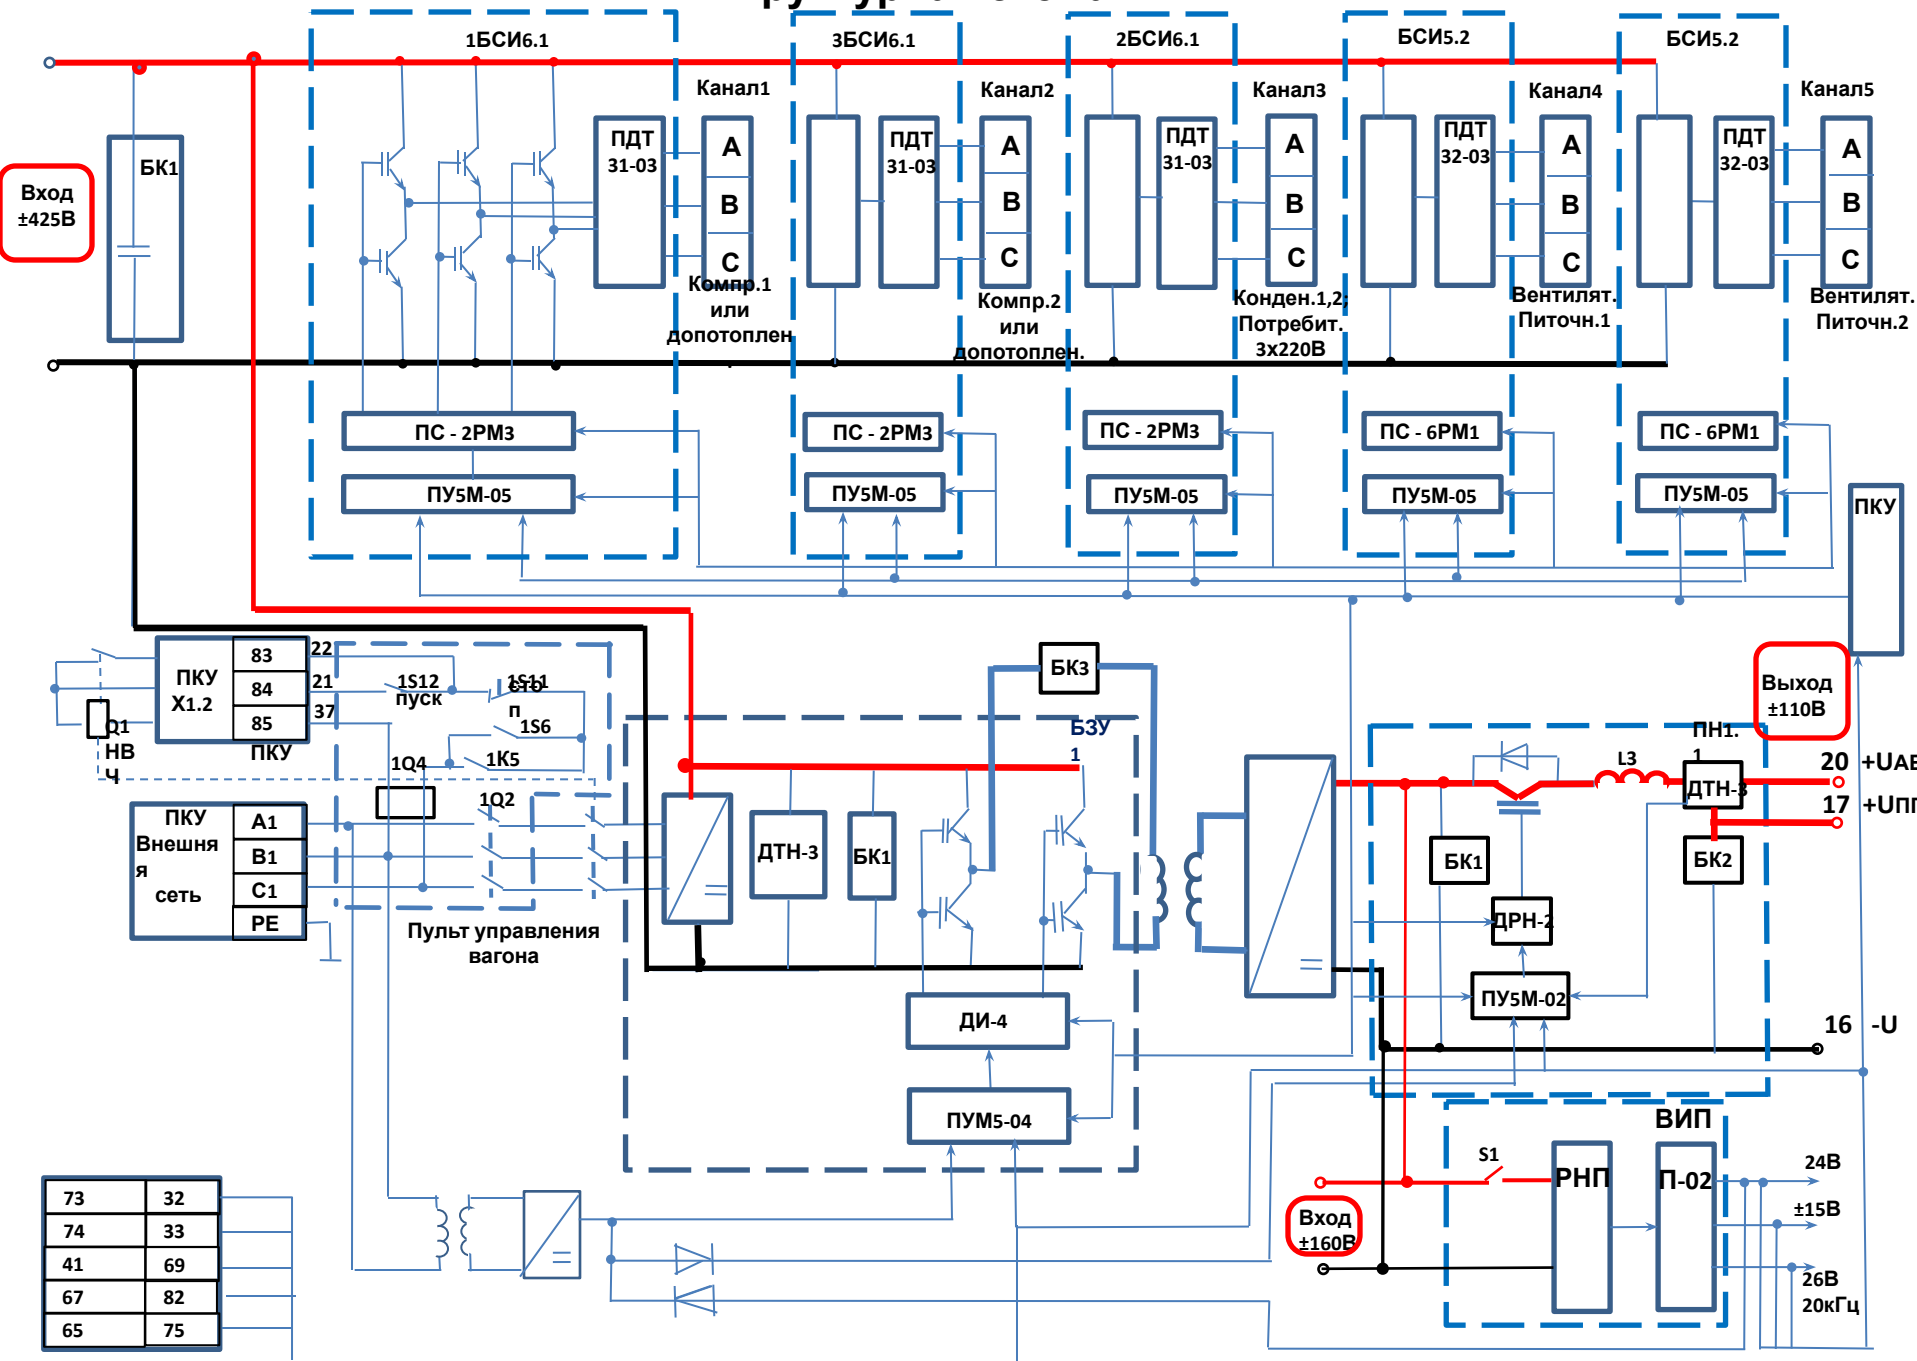 1БСИ6.1
3БСИ6.1
2БСИ6.1
БСИ5.2
БСИ5.2
Канал1
Канал2
Канал3
Канал4
Канал5
Вход
±425В
БК1
ПДТ
31-03
A
B
C
ПДТ
31-03
A
B
C
ПДТ
31-03
A
B
C
ПДТ
32-03
A
B
C
ПДТ
32-03
A
B
C
Компр.1
или
допотоплен
Компр.2
или
допотоплен.
Конден.1,2;
Потребит.
3х220В
Вентилят.
Питочн.1
Вентилят.
Питочн.2
ПС - 2РМ3
ПС - 2РМ3
ПС - 2РМ3
ПС - 6РМ1
ПС - 6РМ1
ПУ5М-05
ПУ5М-05
ПУ5М-05
ПУ5М-05
ПУ5М-05
ПКУ
ПКУ
Х1.2
83
84
85
22
21
37
ПКУ
Q1
НВ
Ч
1S12
пуск
1S11
стоп
1S6
1К5
1Q4
1Q2
ПКУ
Внешня
я
сеть
A1
B1
C1
PE
Пульт управления
вагона
БК3
БЗУ
1
ДТН-3
БК1
ДИ-4
ПУМ5-04
Выход
±110В
ПН1.
1
L3
ДТН-3
20 +UАБ
17 +UПП
БК1
БК2
ДРН-2
ПУ5М-02
16 -U
ВИП
S1
РНП
П-02
24В
±15В
26В
20кГц
Вход
±160В
73 32
74 33
41 69
67 82
65 75